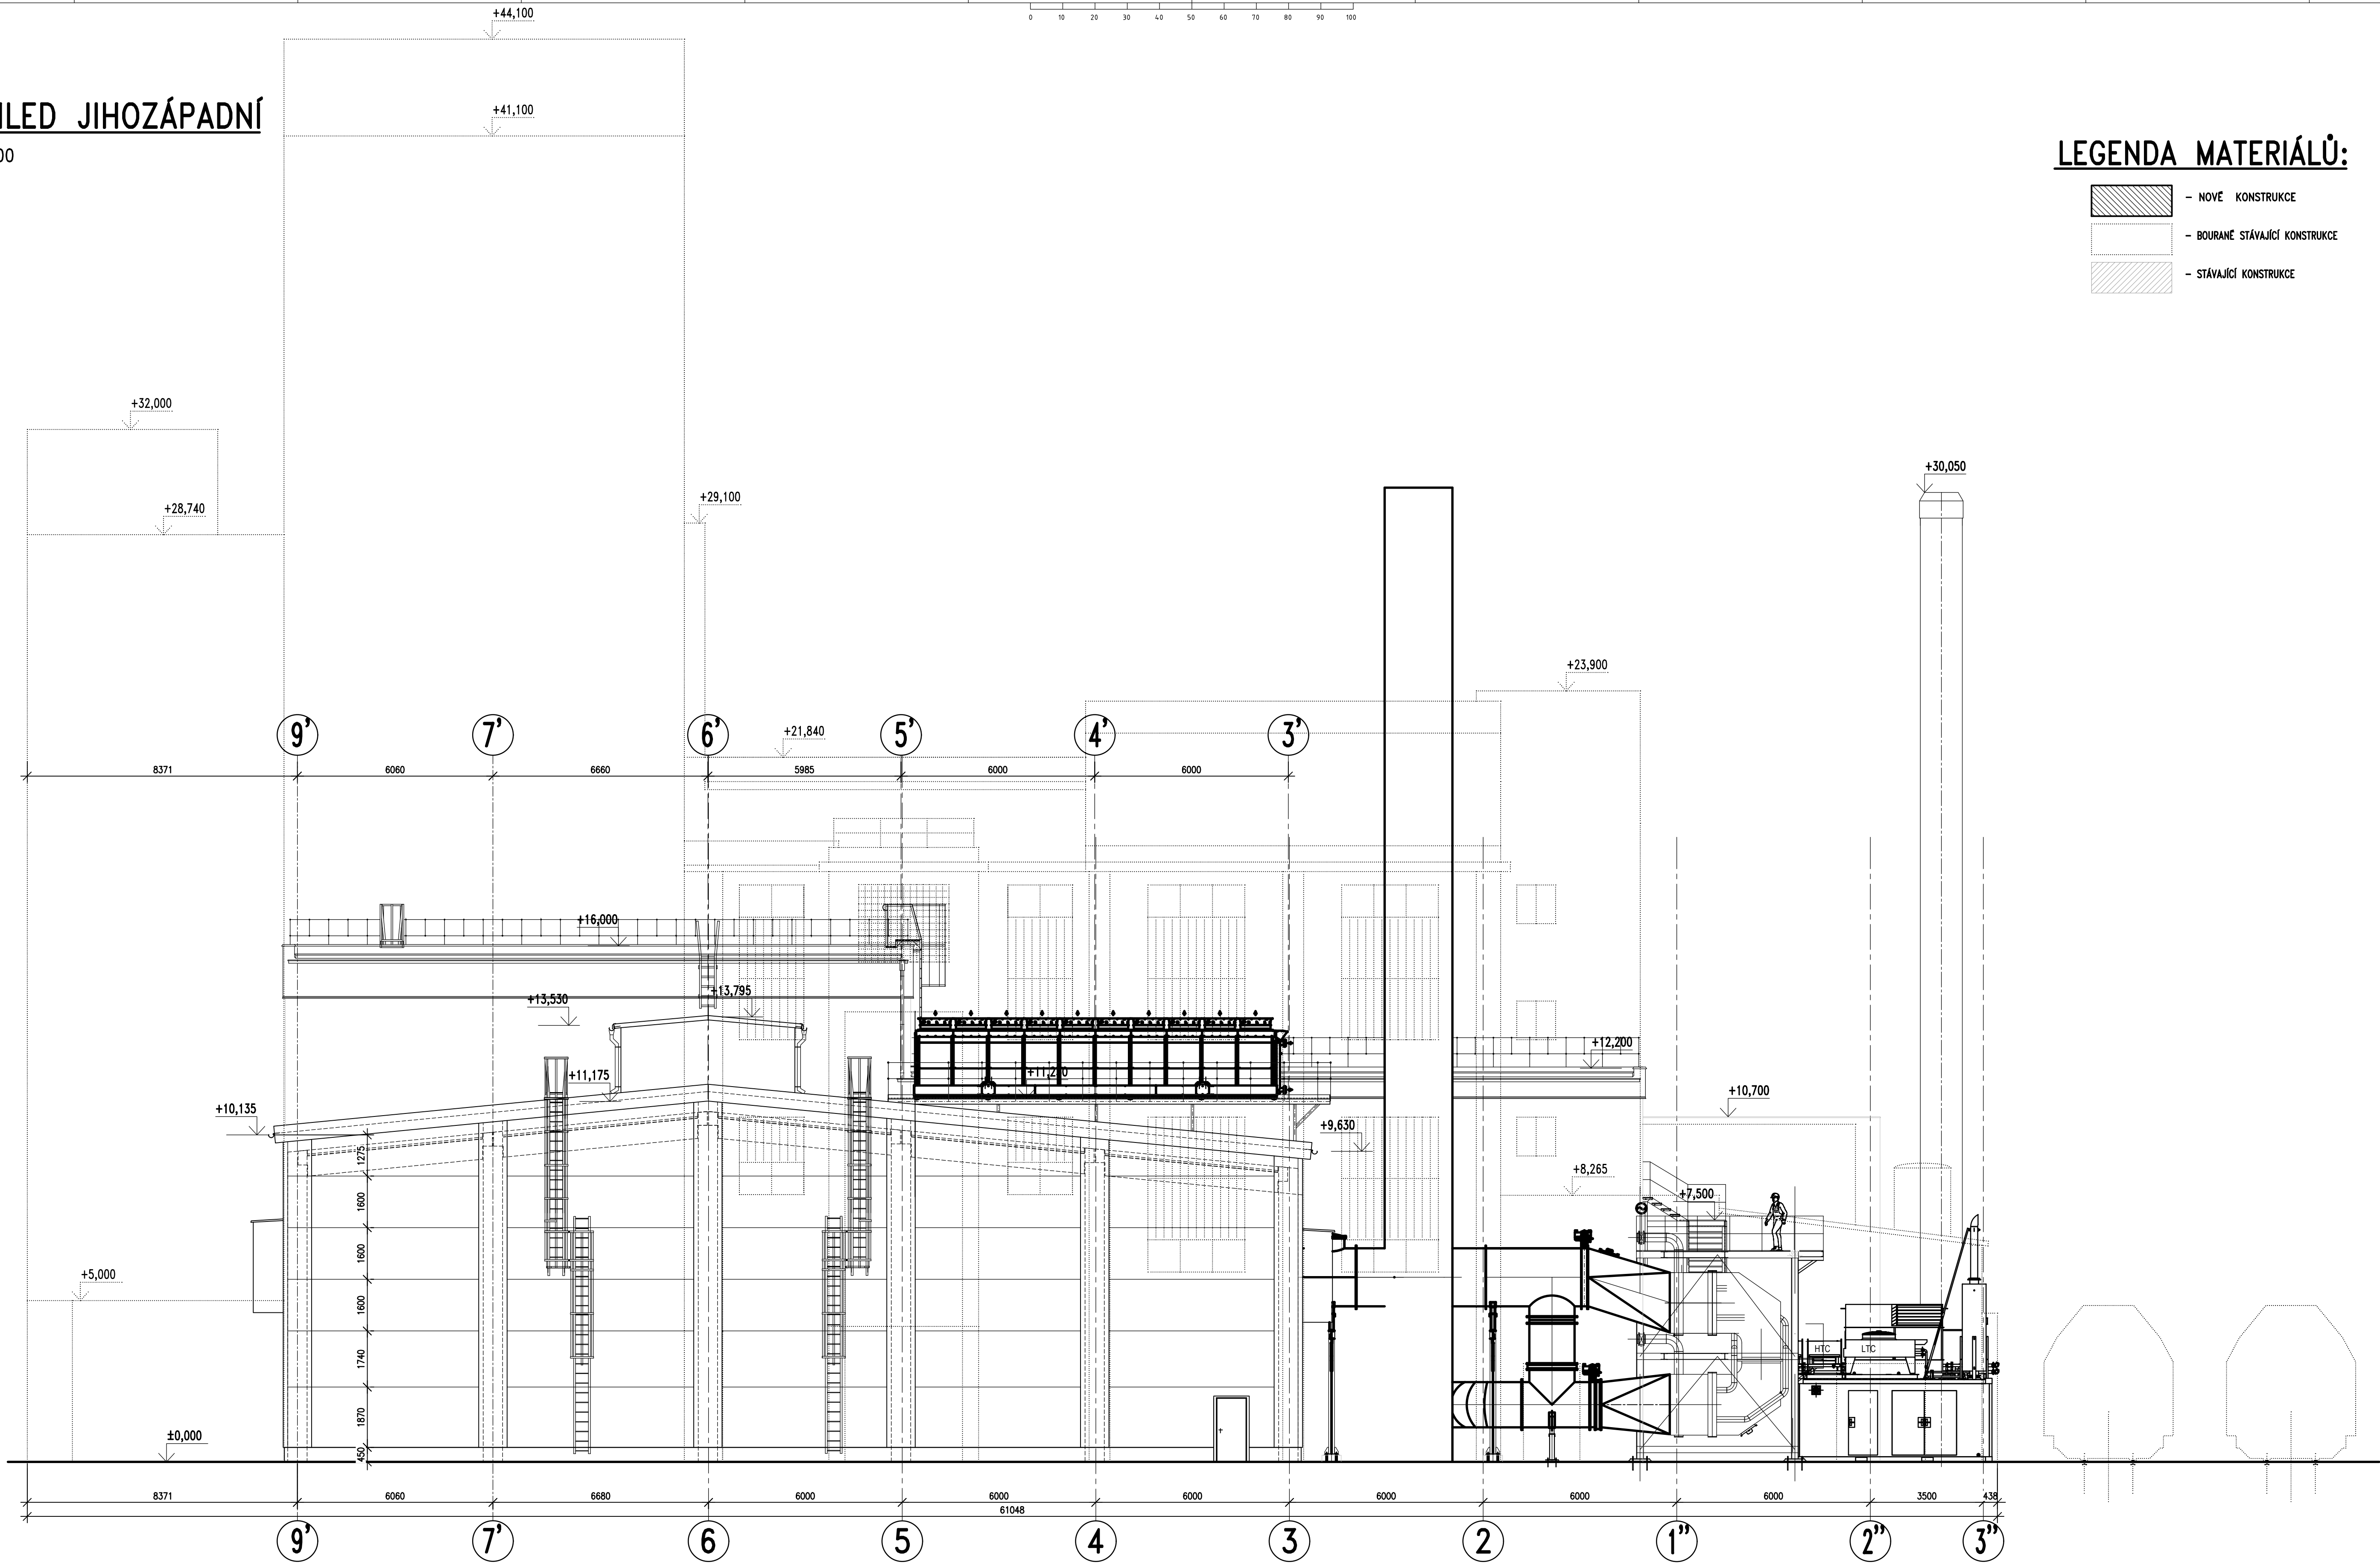 +44,100
0 10 20 30 40 50 60 70 80 90 100
HLED JIHOZÁPADNÍ
+41,100
00
LEGENDA MATERIÁLŮ:
- NOVÉ KONSTRUKCE
- BOURANÉ STÁVAJÍCÍ KONSTRUKCE
- STÁVAJÍCÍ KONSTRUKCE
+32,000
+30,050
+29,100
+28,740
+23,900
+21,840
9' 7' 6' 5' 4' 3'
8371 6060 6660 5985 6000 6000
+16,000
+13,795
+13,530
+12,200
+11,175
+10,700
+10,135
+9,630
1275
+8,265
1600
+7,500
1600
+5,000
1600
1740
HTC LTC
1870
±0,000
450
8371 6060 6680 6000 6000 6000 6000 6000 6000 3500 438
61048
9' 7' 6 5 4 3 2 1" 2" 3"